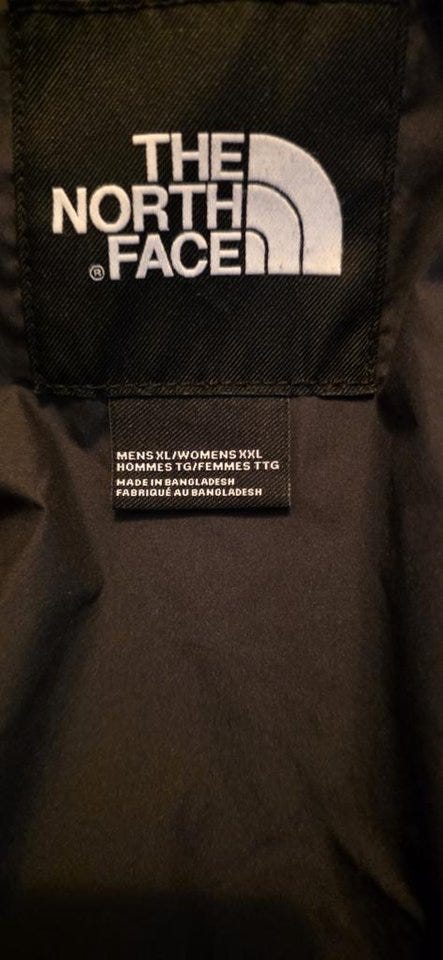 THE
NORTH
FACE
®
MENS XL/WOMENS XXL
HOMMES TG/FEMMES TTG
MADE IN BANGLADESH
FABRIQUÉ AU BANGLADESH